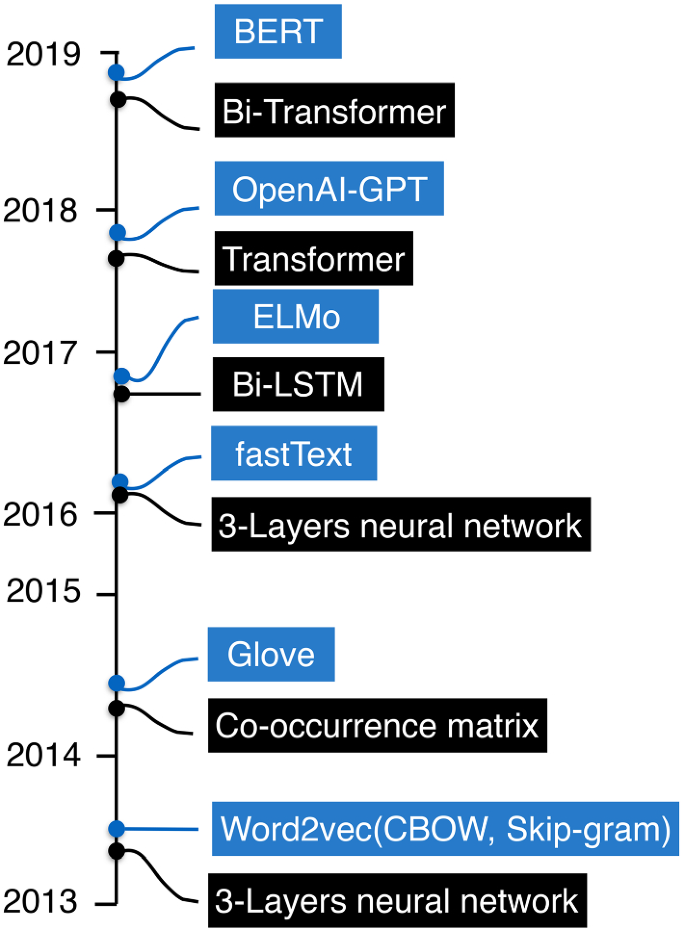 BERT
2019
Bi-Transformer
OpenAI-GPT
2018
Transformer
ELMo
2017
Bi-LSTM
fastText
2016
3-Layers neural network
2015
Glove
Co-occurrence matrix
2014
Word2vec(CBOW, Skip-gram)
2013
3-Layers neural network